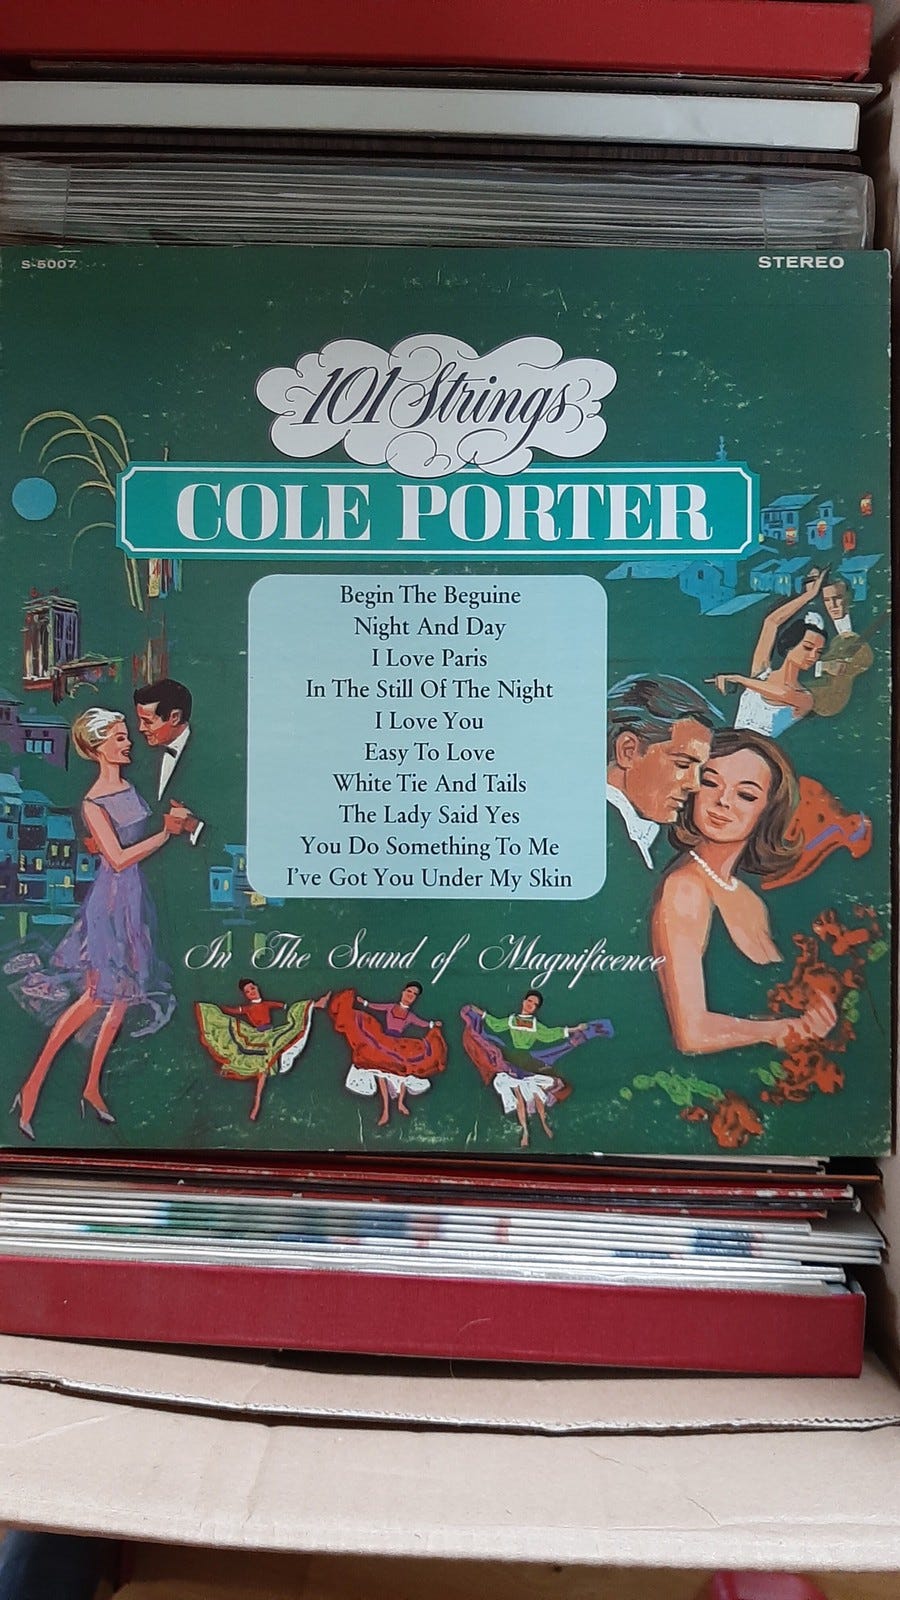 S-5007
STEREO
101 Strings
COLE PORTER
Begin The Beguine
Night And Day
I Love Paris
In The Still Of The Night
I Love You
Easy To Love
White Tie And Tails
The Lady Said Yes
You Do Something To Me
I've Got You Under My Skin
In The Sound of Magnificence